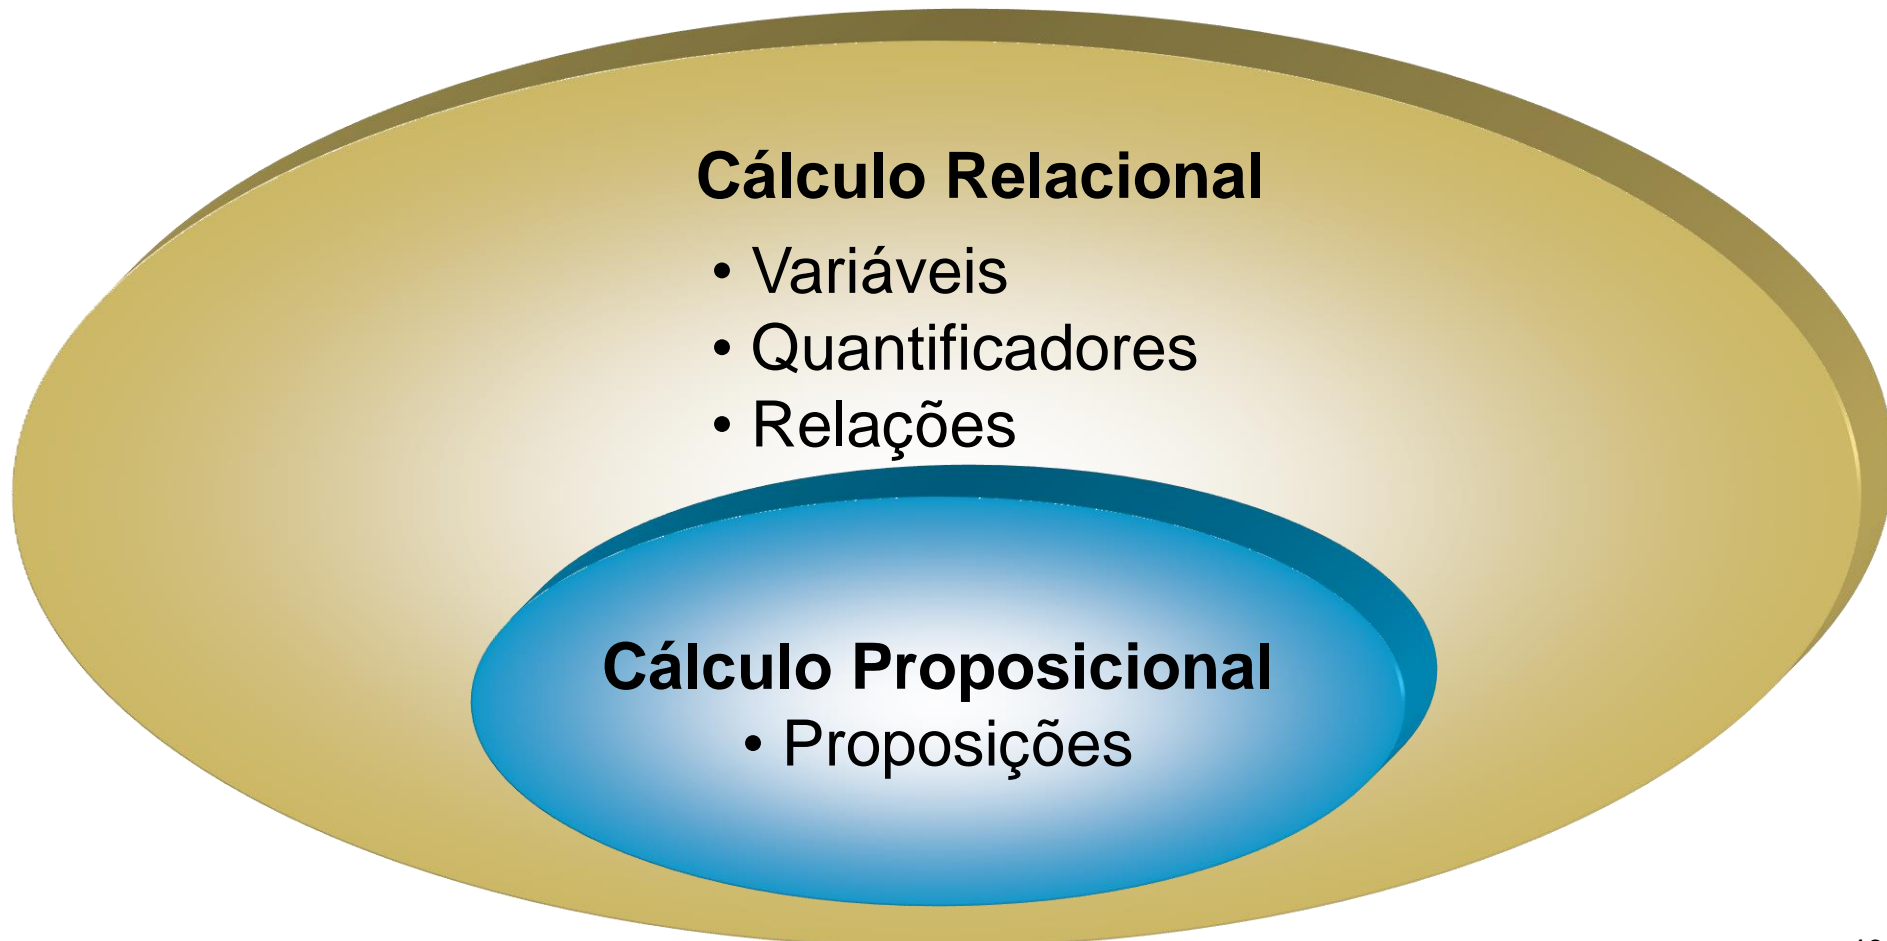 Cálculo Relacional
• Variáveis
• Quantificadores
• Relações
Cálculo Proposicional
• Proposições